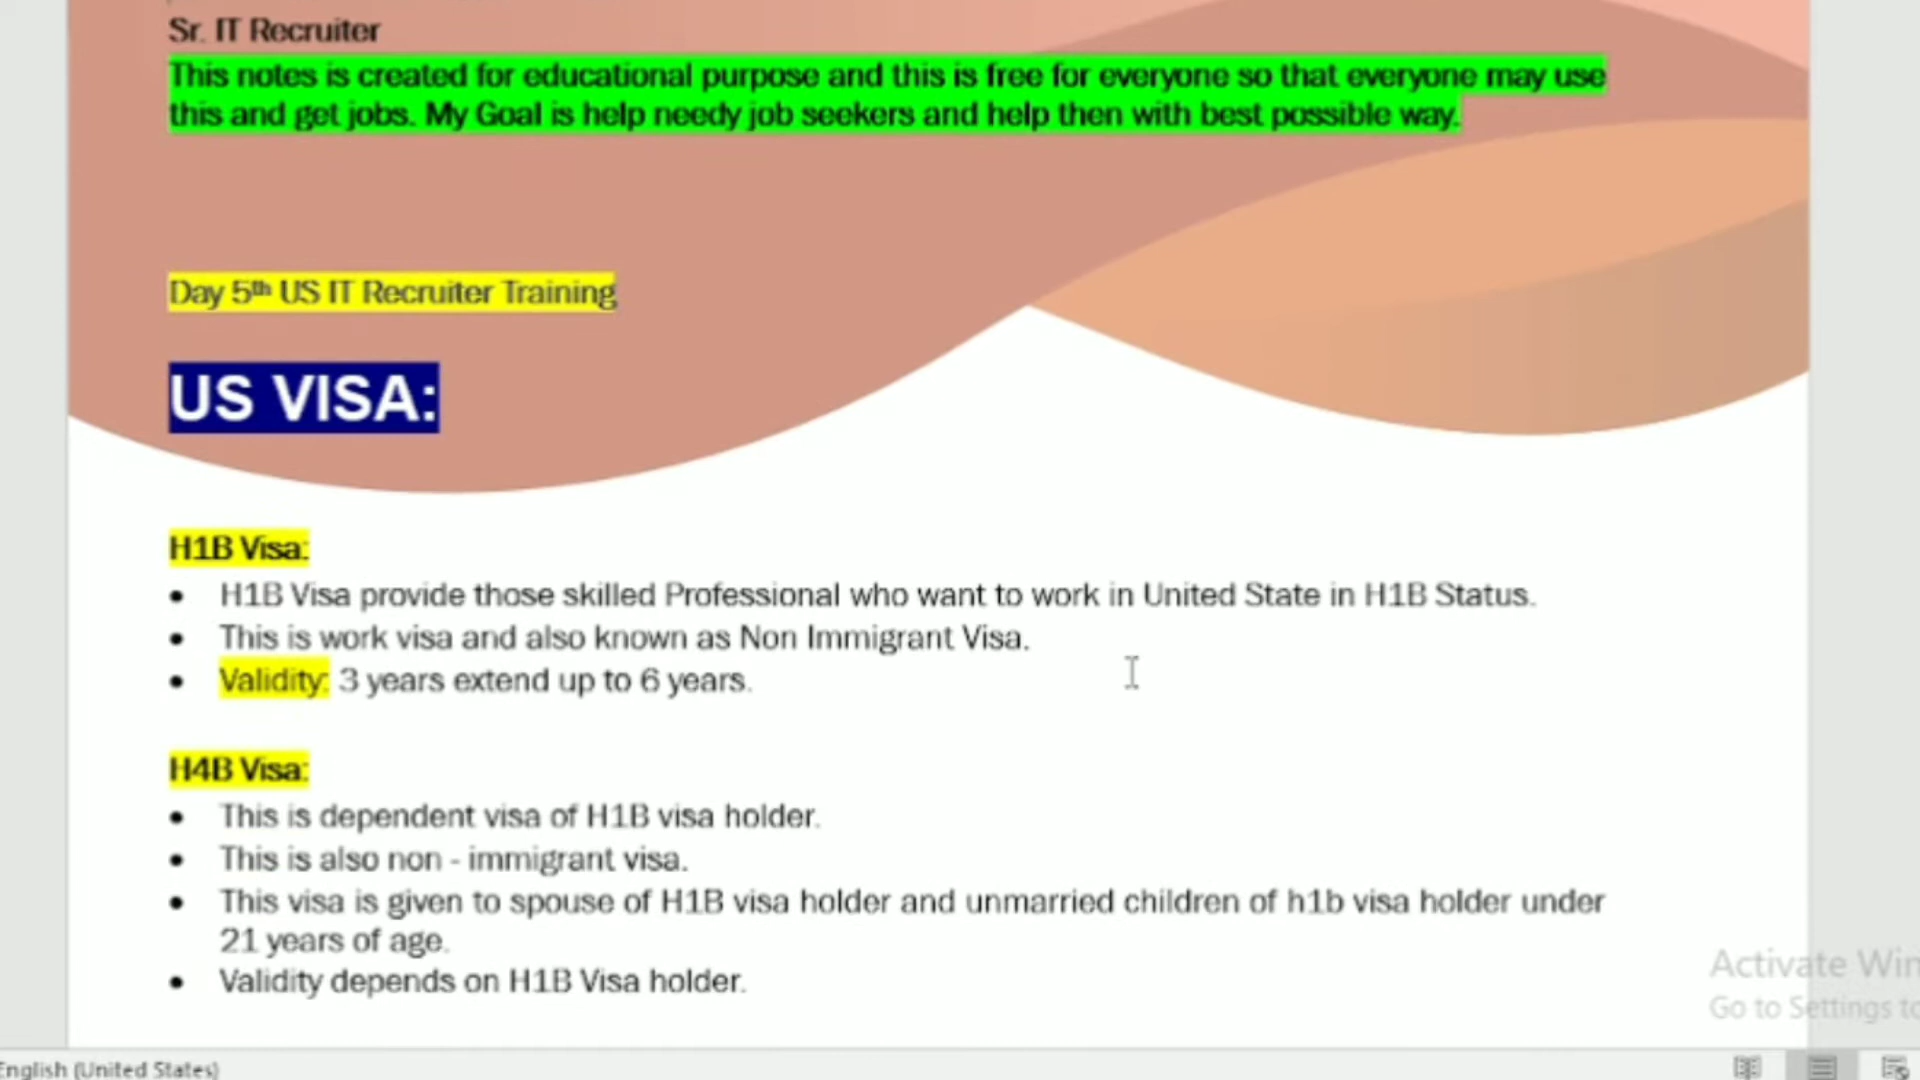 Sr. IT Recruiter
This notes is created for educational purpose and this is free for everyone so that everyone may use
this and get jobs. My Goal is help needy job seekers and help then with best possible way.
Day 5th US IT Recruiter Training
US VISA:
H1B Visa:
• H1B Visa provide those skilled Professional who want to work in United State in H1B Status.
• This is work visa and also known as Non Immigrant Visa.
• Validity: 3 years extend up to 6 years.
H4B Visa:
• This is dependent visa of H1B visa holder.
• This is also non - immigrant visa.
• This visa is given to spouse of H1B visa holder and unmarried children of h1b visa holder under
21 years of age.
• Validity depends on H1B Visa holder.
Activate Win
Go to Settings to
English (United States)